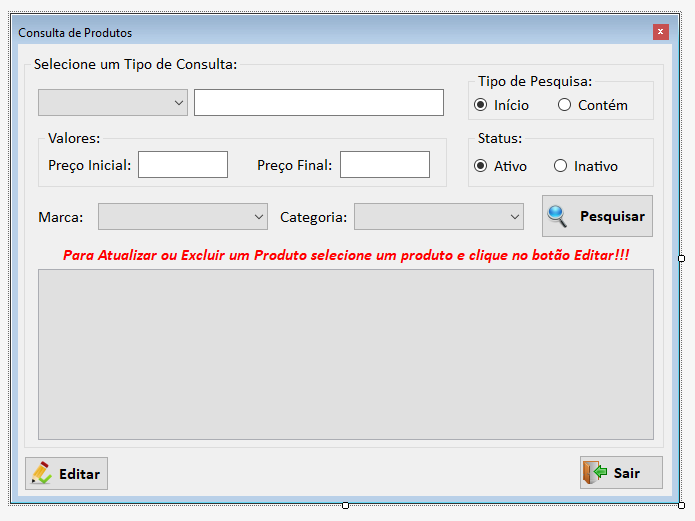 Consulta de Produtos
x
Selecione um Tipo de Consulta:
Tipo de Pesquisa:
Início
Contém
Valores:
Preço Inicial:
Preço Final:
Status:
Ativo
Inativo
Marca:
Categoria:
Pesquisar
Para Atualizar ou Excluir um Produto selecione um produto e clique no botão Editar!!!
Editar
Sair